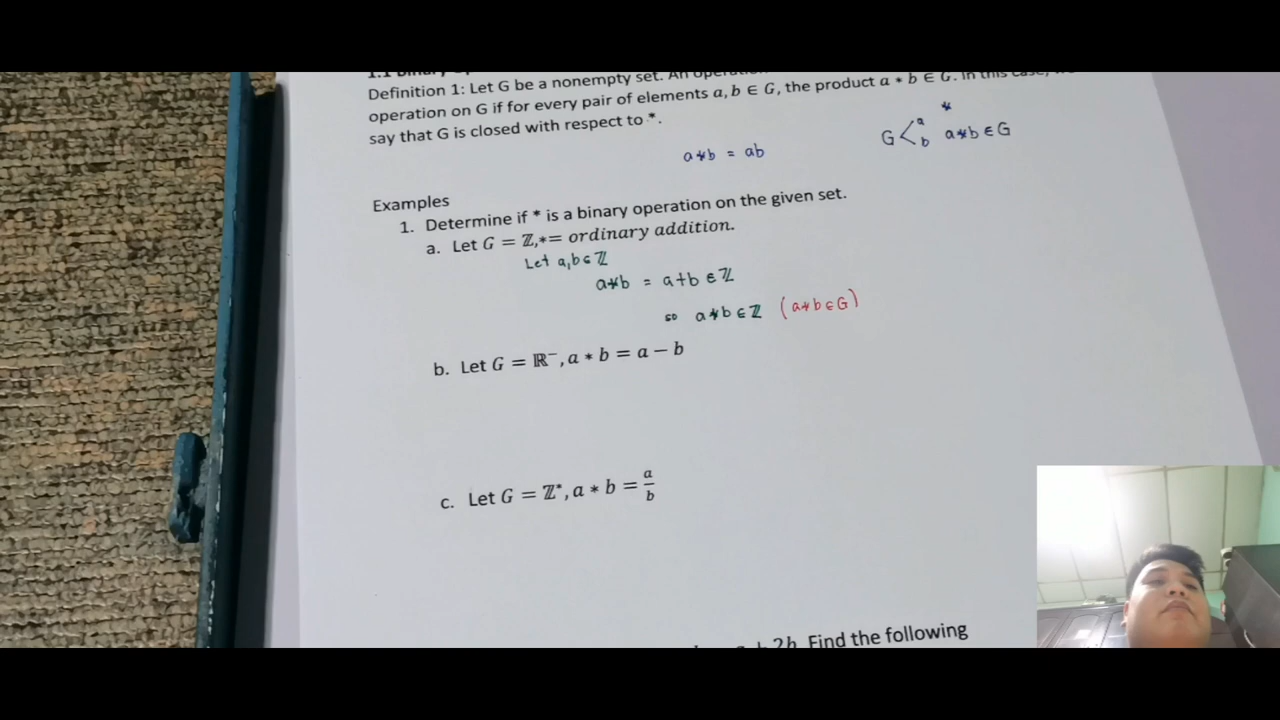 Definition 1: Let G be a nonempty set. An
operation on G if for every pair of elements a, b ∈ G, the product a * b ∈ G. In this case,
say that G is closed with respect to *.
a*b = ab
G < a b * a*b ∈ G
Examples
1. Determine if * is a binary operation on the given set.
a. Let G = ℤ,*= ordinary addition.
Let a,b ∈ ℤ
a*b = a+b ∈ ℤ
so a*b ∈ ℤ (a*b ∈ G)
b. Let G = ℝ⁻, a * b = a − b
c. Let G = ℤ*, a * b = a/b
2b. Find the following